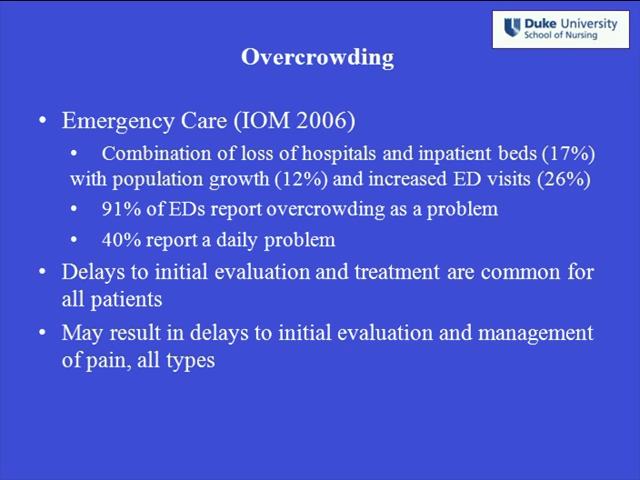 Duke University
School of Nursing
Overcrowding
• Emergency Care (IOM 2006)
• Combination of loss of hospitals and inpatient beds (17%)
with population growth (12%) and increased ED visits (26%)
• 91% of EDs report overcrowding as a problem
• 40% report a daily problem
• Delays to initial evaluation and treatment are common for
all patients
• May result in delays to initial evaluation and management
of pain, all types